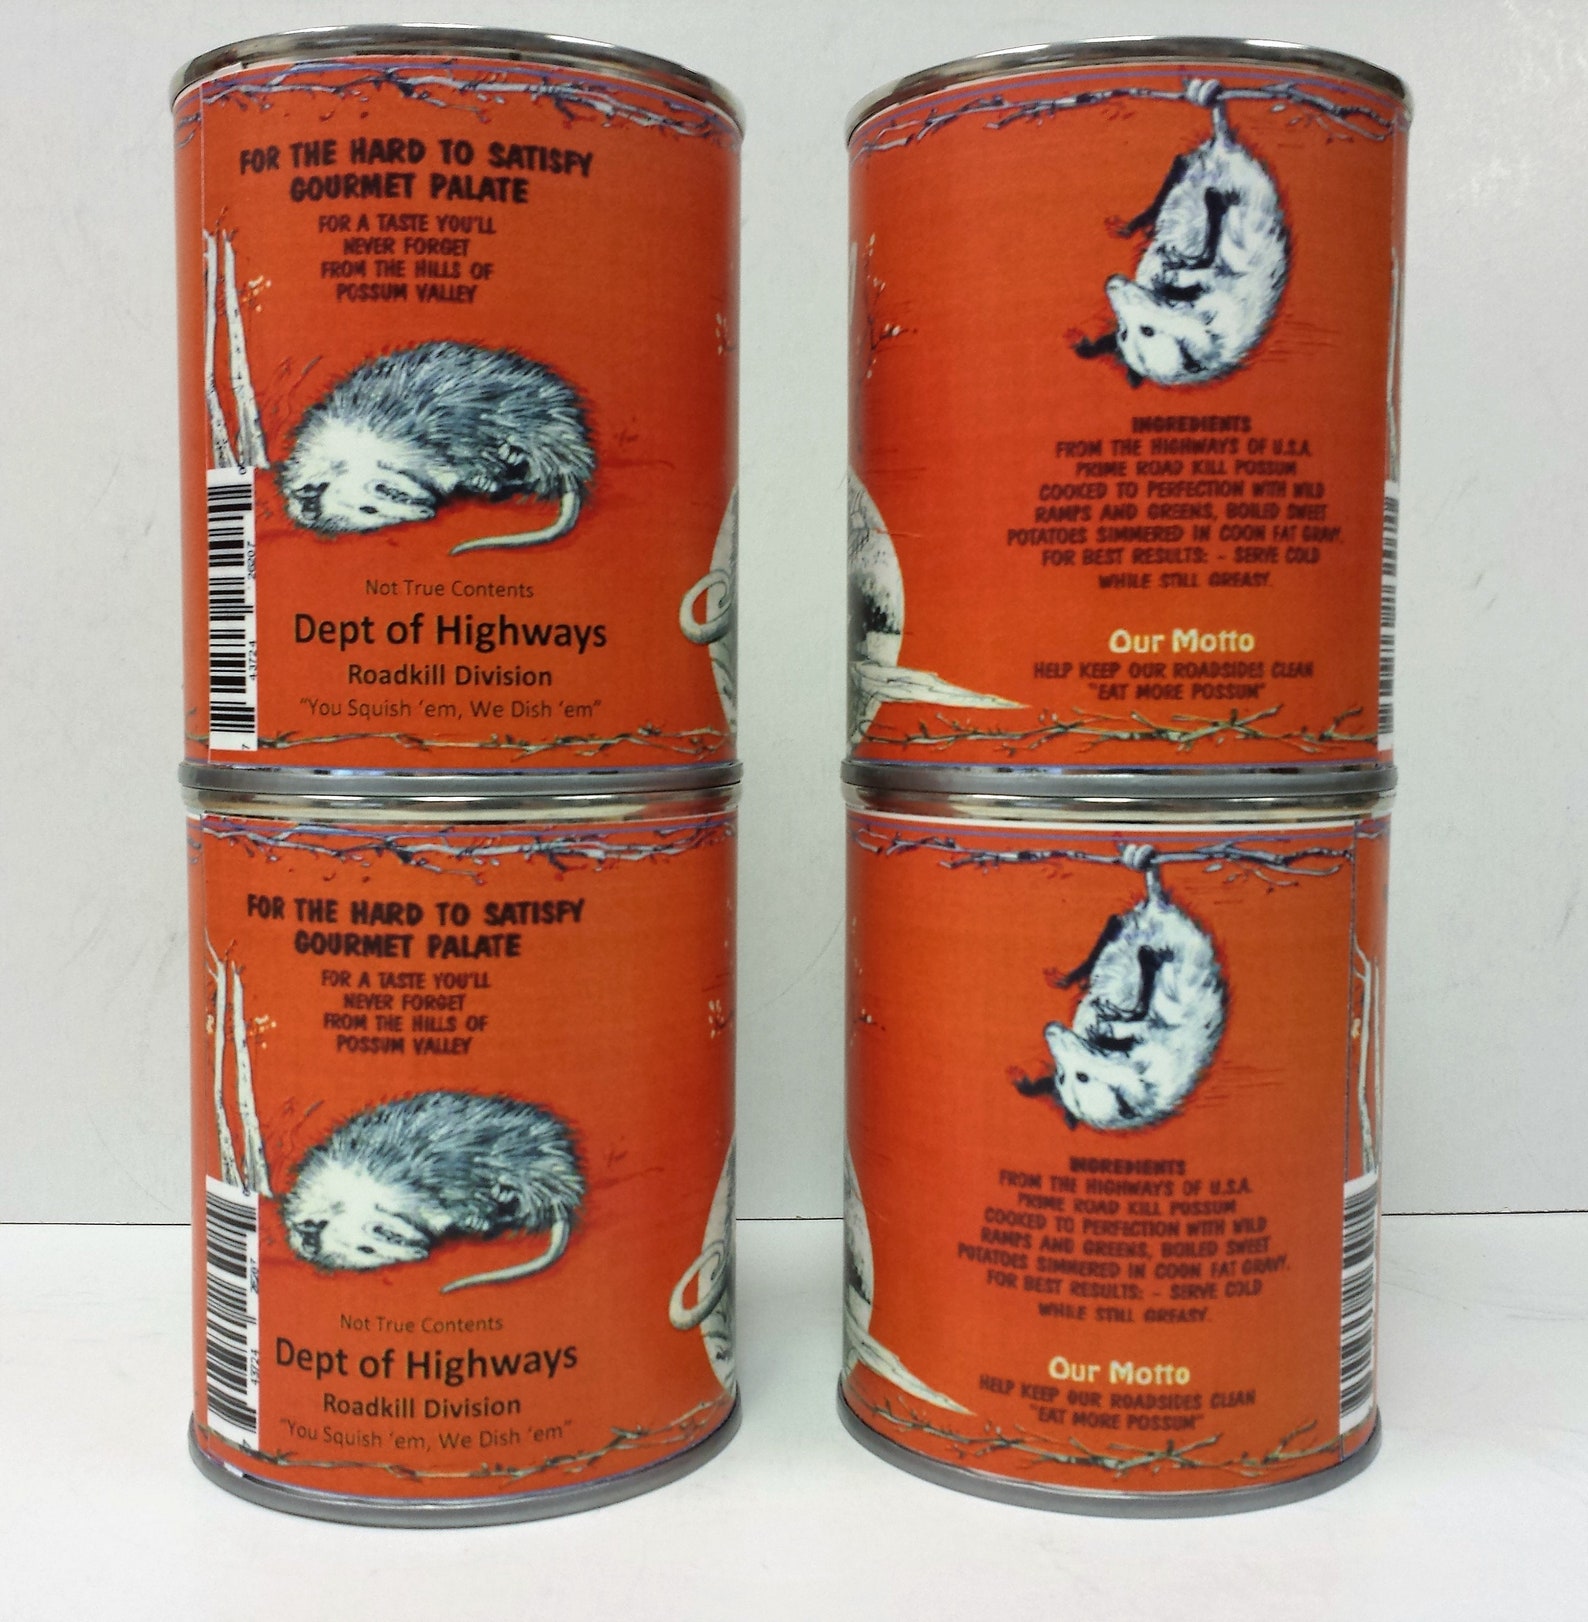 FOR THE HARD TO SATISFY
GOURMET PALATE
FOR A TASTE YOU'LL
NEVER FORGET
FROM THE HILLS OF
POSSUM VALLEY
Not True Contents
Dept of Highways
Roadkill Division
"You Squish 'em, We Dish 'em"
0
43724
26207
7
INGREDIENTS
FROM THE HIGHWAYS OF U.S.A.
PRIME ROAD KILL POSSUM
COOKED TO PERFECTION WITH WILD
RAMPS AND GREENS, BOILED SWEET
POTATOES SIMMERED IN COON FAT GRAVY.
FOR BEST RESULTS: - SERVE COLD
WHILE STILL GREASY.
Our Motto
HELP KEEP OUR ROADSIDES CLEAN
"EAT MORE POSSUM"
FOR THE HARD TO SATISFY
GOURMET PALATE
FOR A TASTE YOU'LL
NEVER FORGET
FROM THE HILLS OF
POSSUM VALLEY
Not True Contents
Dept of Highways
Roadkill Division
"You Squish 'em, We Dish 'em"
43724
26207
INGREDIENTS
FROM THE HIGHWAYS OF U.S.A.
PRIME ROAD KILL POSSUM
COOKED TO PERFECTION WITH WILD
RAMPS AND GREENS, BOILED SWEET
POTATOES SIMMERED IN COON FAT GRAVY.
FOR BEST RESULTS: - SERVE COLD
WHILE STILL GREASY.
Our Motto
HELP KEEP OUR ROADSIDES CLEAN
"EAT MORE POSSUM"